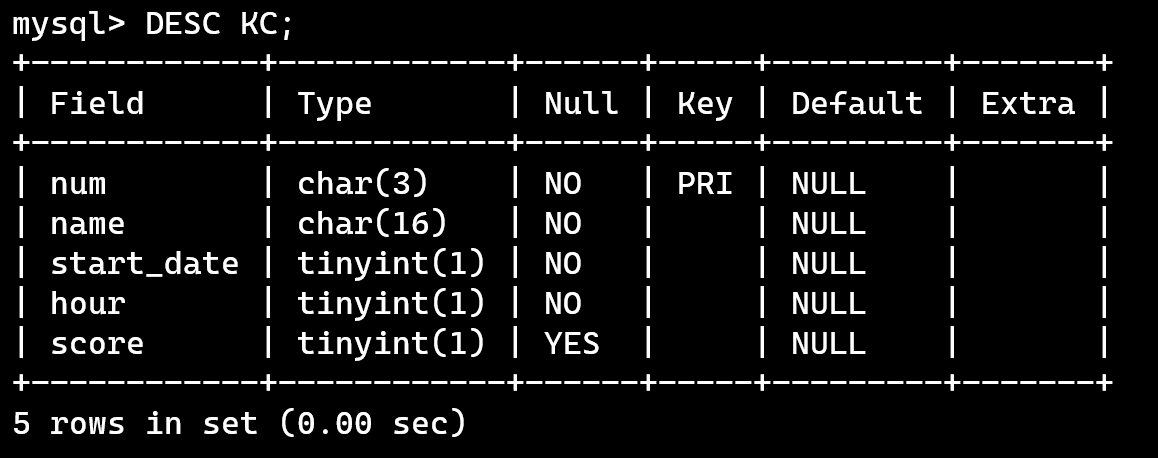 mysql> DESC KC;
+------------+------------+------+-----+---------+-------+
| Field      | Type       | Null | Key | Default | Extra |
+------------+------------+------+-----+---------+-------+
| num        | char(3)    | NO   | PRI | NULL    |       |
| name       | char(16)   | NO   |     | NULL    |       |
| start_date | tinyint(1) | NO   |     | NULL    |       |
| hour       | tinyint(1) | NO   |     | NULL    |       |
| score      | tinyint(1) | YES  |     | NULL    |       |
+------------+------------+------+-----+---------+-------+
5 rows in set (0.00 sec)